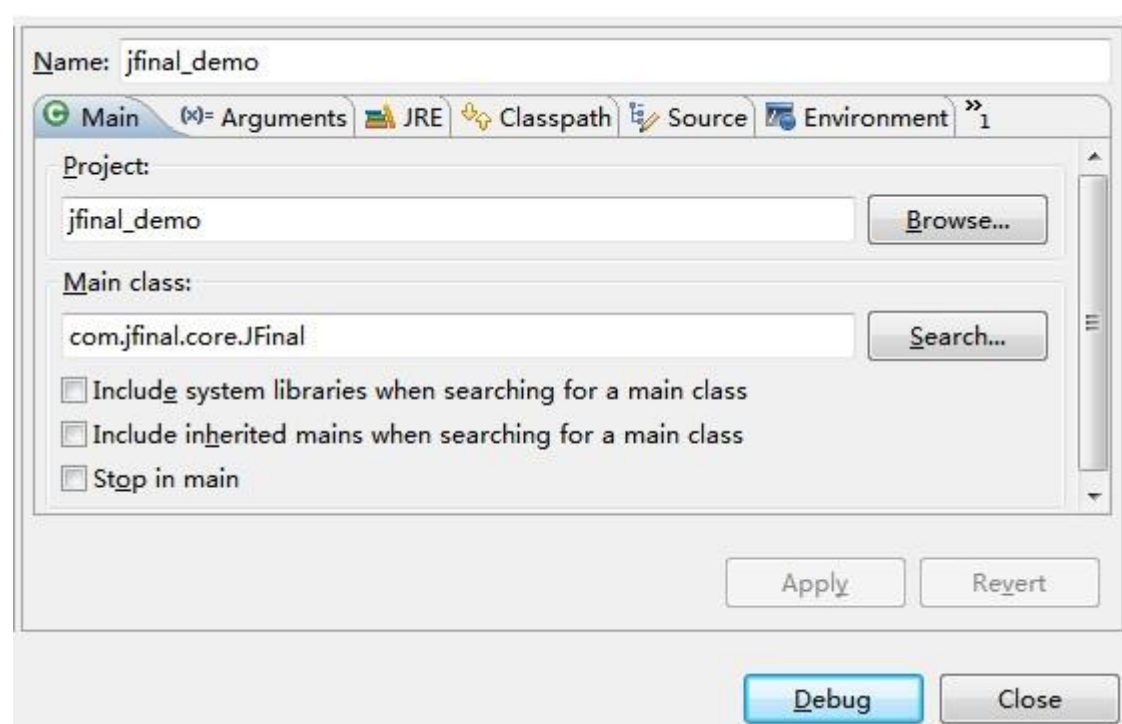 Name: jfinal_demo
Main (x)= Arguments JRE Classpath Source Environment »1
Project:
jfinal_demo Browse...
Main class:
com.jfinal.core.JFinal Search...
Include system libraries when searching for a main class
Include inherited mains when searching for a main class
Stop in main
Apply Revert
Debug Close